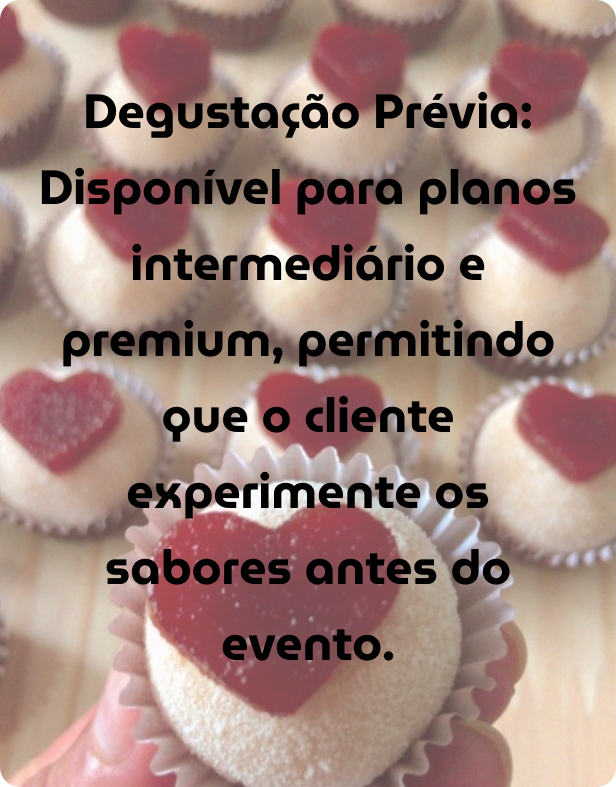 Degustação Prévia:
Disponível para planos
intermediário e
premium, permitindo
que o cliente
experimente os
sabores antes do
evento.